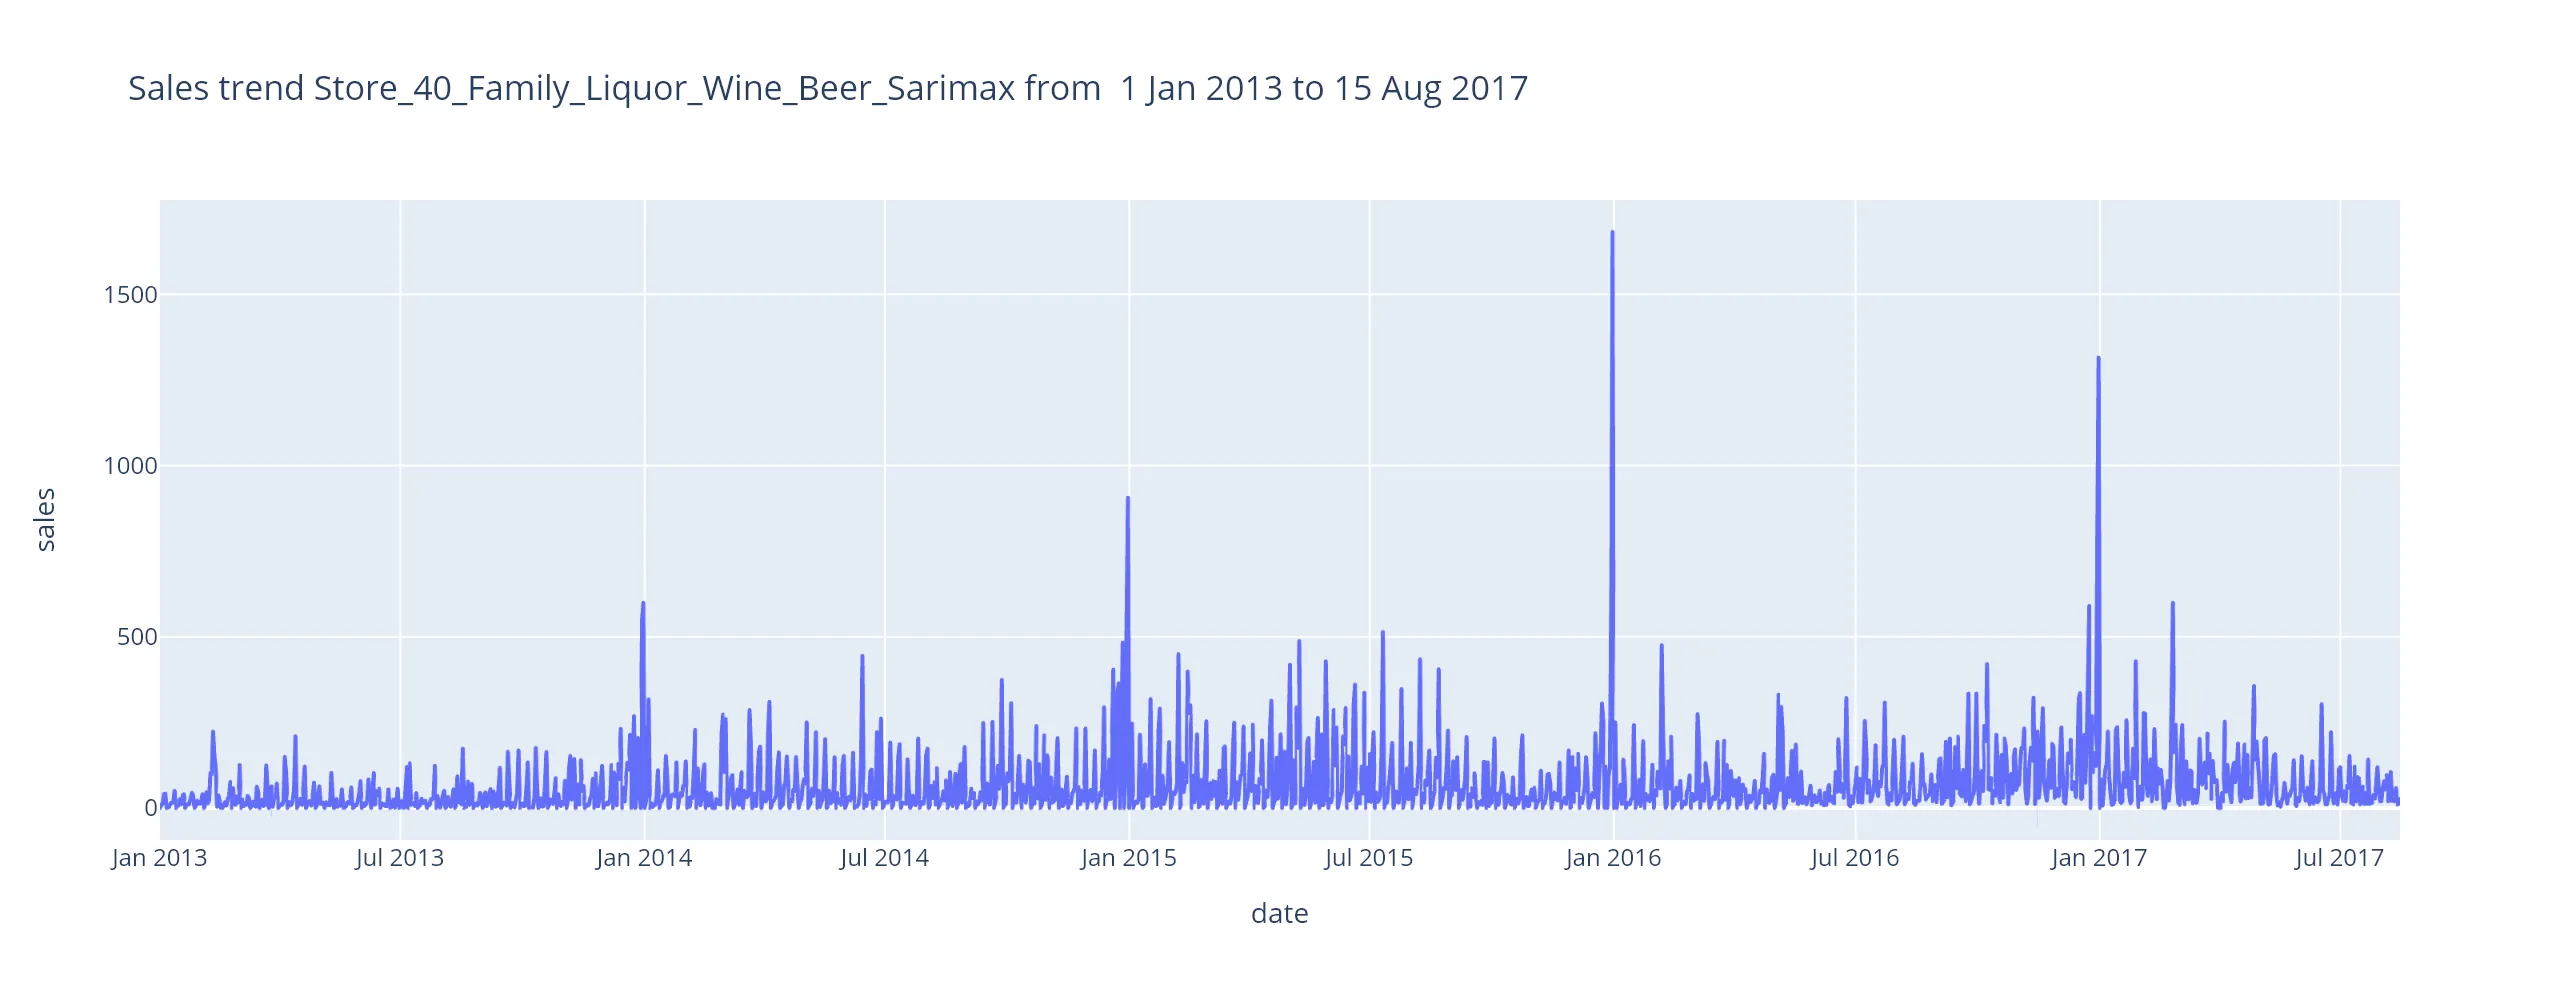 Sales trend Store_40_Family_Liquor_Wine_Beer_Sarimax from  1 Jan 2013 to 15 Aug 2017
1500
1000
500
0
sales
Jan 2013 Jul 2013 Jan 2014 Jul 2014 Jan 2015 Jul 2015 Jan 2016 Jul 2016 Jan 2017 Jul 2017
date